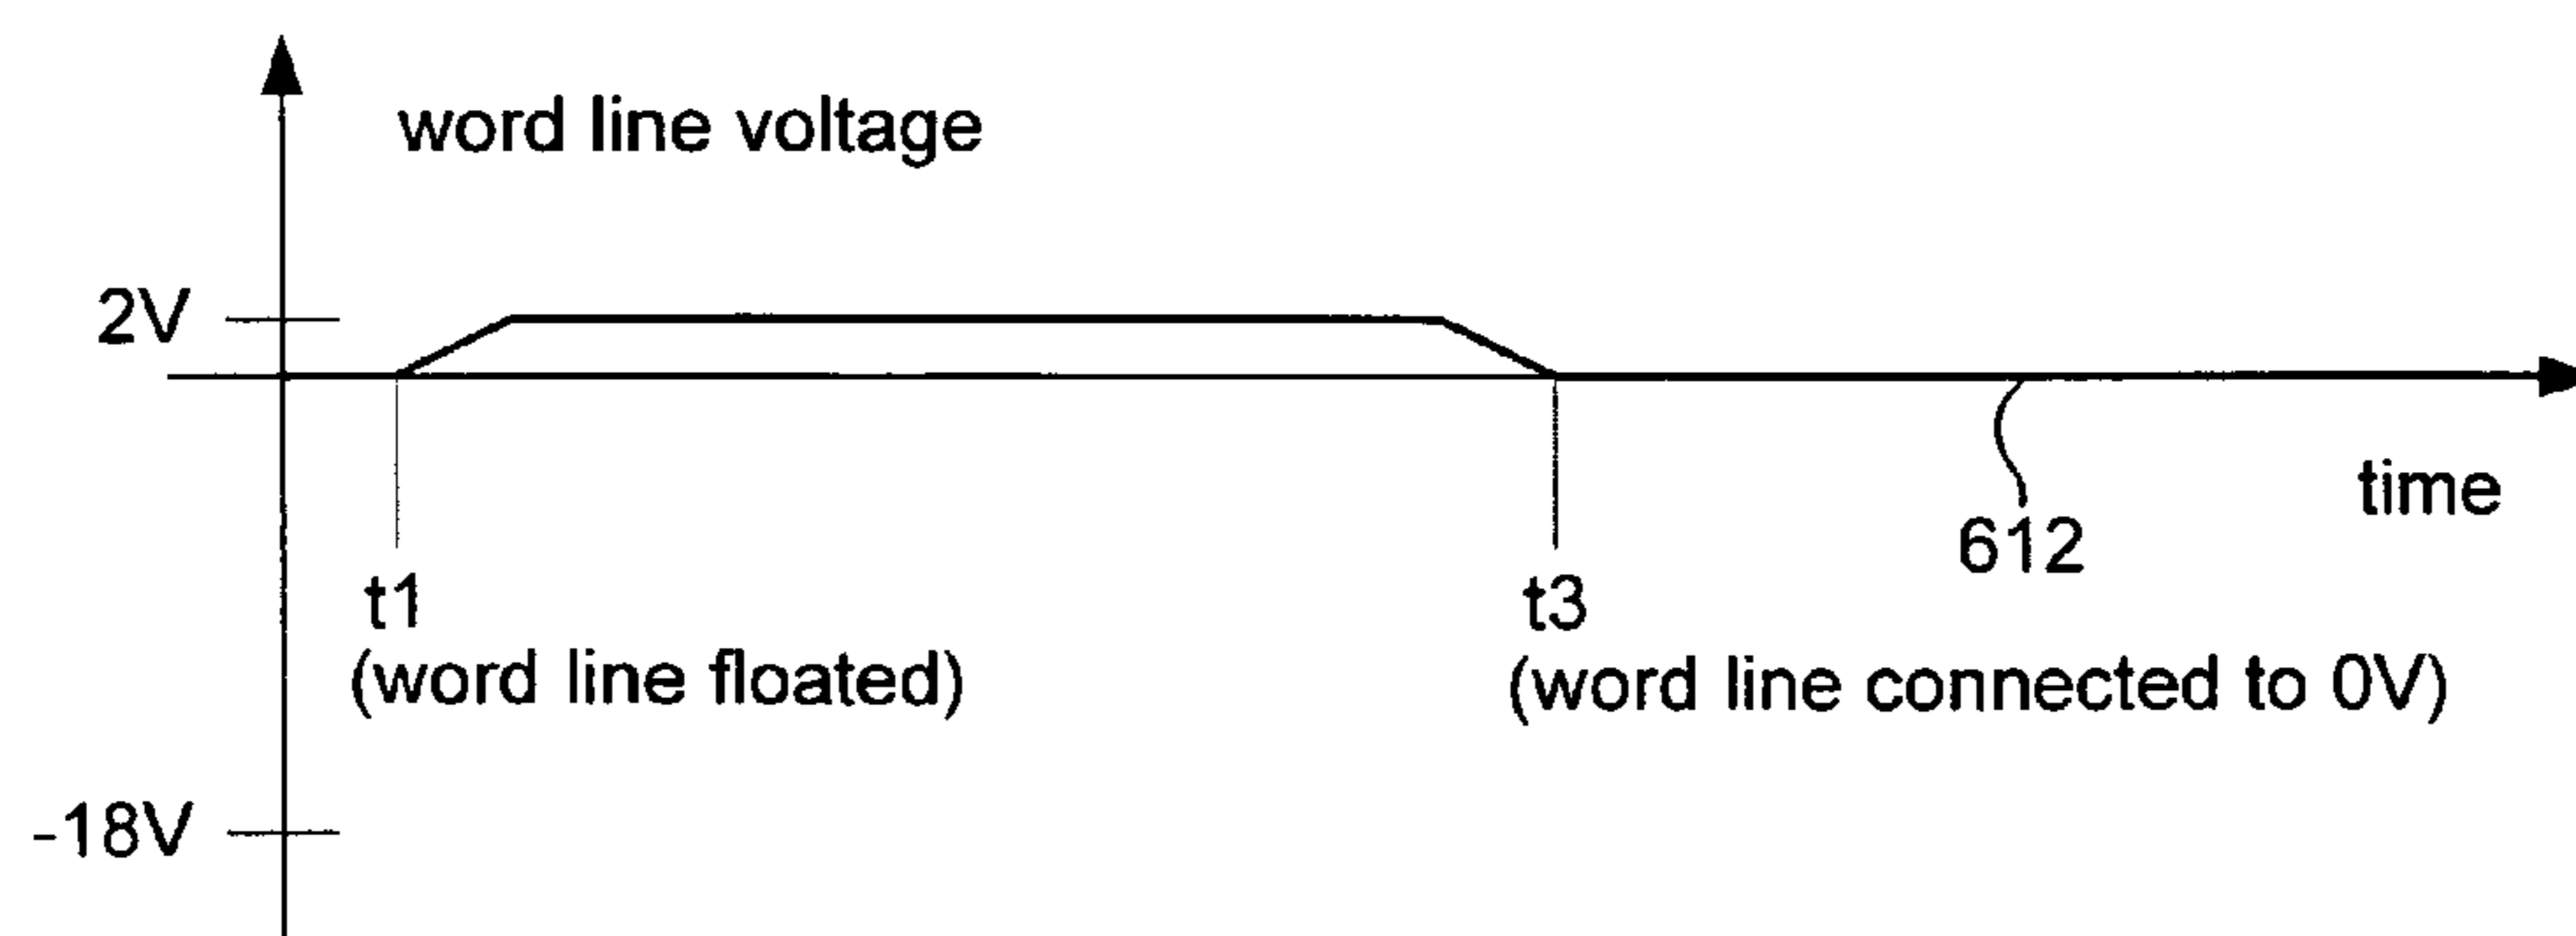 word line voltage
2V
time
612
t1
(word line floated)
t3
(word line connected to 0V)
-18V